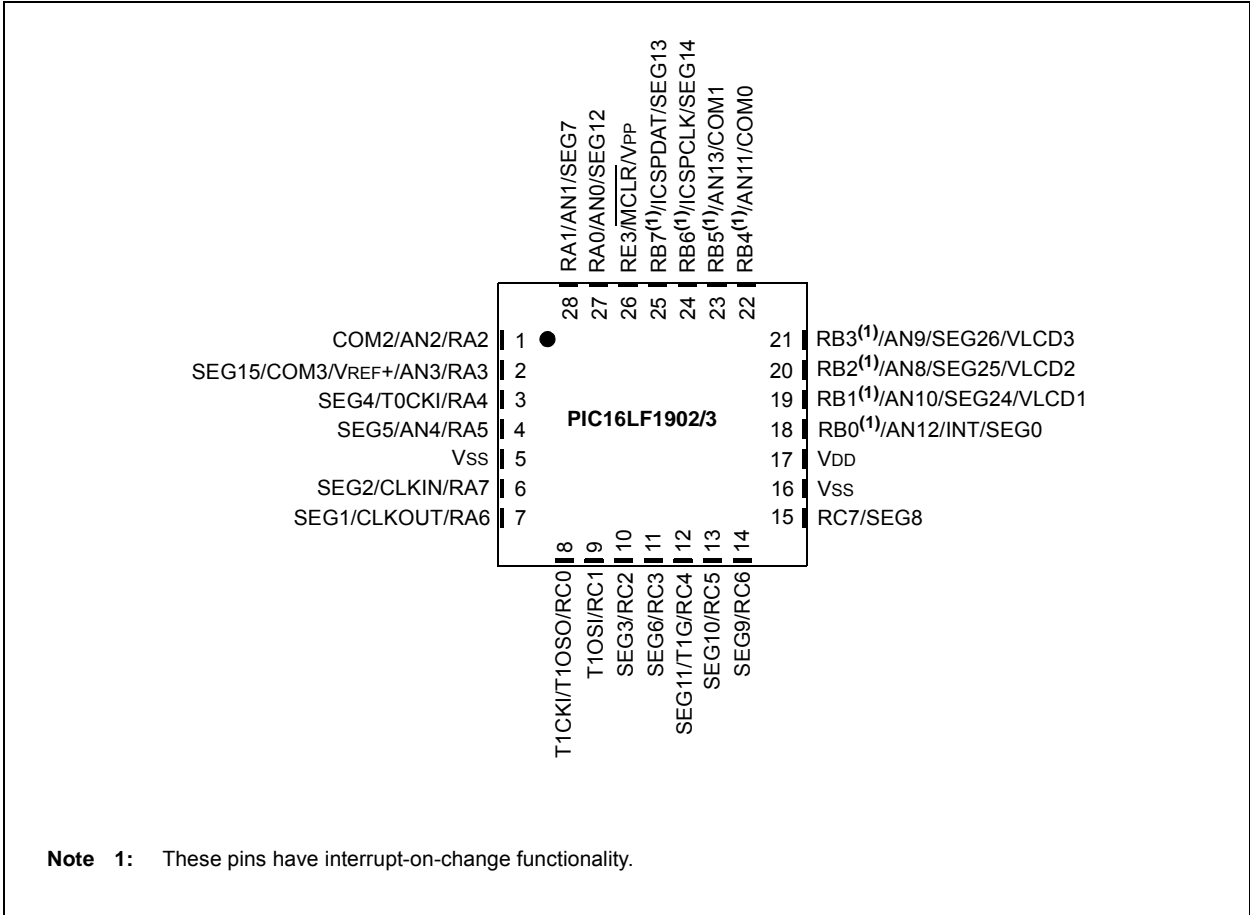 RA1/AN1/SEG7
RA0/AN0/SEG12
RE3/MCLR/VPP
RB7(1)/ICSPDAT/SEG13
RB6(1)/ICSPCLK/SEG14
RB5(1)/AN13/COM1
RB4(1)/AN11/COM0
28 27 26 25 24 23 22
COM2/AN2/RA2 1
SEG15/COM3/VREF+/AN3/RA3 2
SEG4/T0CKI/RA4 3
SEG5/AN4/RA5 4
VSS 5
SEG2/CLKIN/RA7 6
SEG1/CLKOUT/RA6 7
PIC16LF1902/3
21 RB3(1)/AN9/SEG26/VLCD3
20 RB2(1)/AN8/SEG25/VLCD2
19 RB1(1)/AN10/SEG24/VLCD1
18 RB0(1)/AN12/INT/SEG0
17 VDD
16 VSS
15 RC7/SEG8
8 9 10 11 12 13 14
T1CKI/T1OSO/RC0
T1OSI/RC1
SEG3/RC2
SEG6/RC3
SEG11/T1G/RC4
SEG10/RC5
SEG9/RC6
Note 1: These pins have interrupt-on-change functionality.